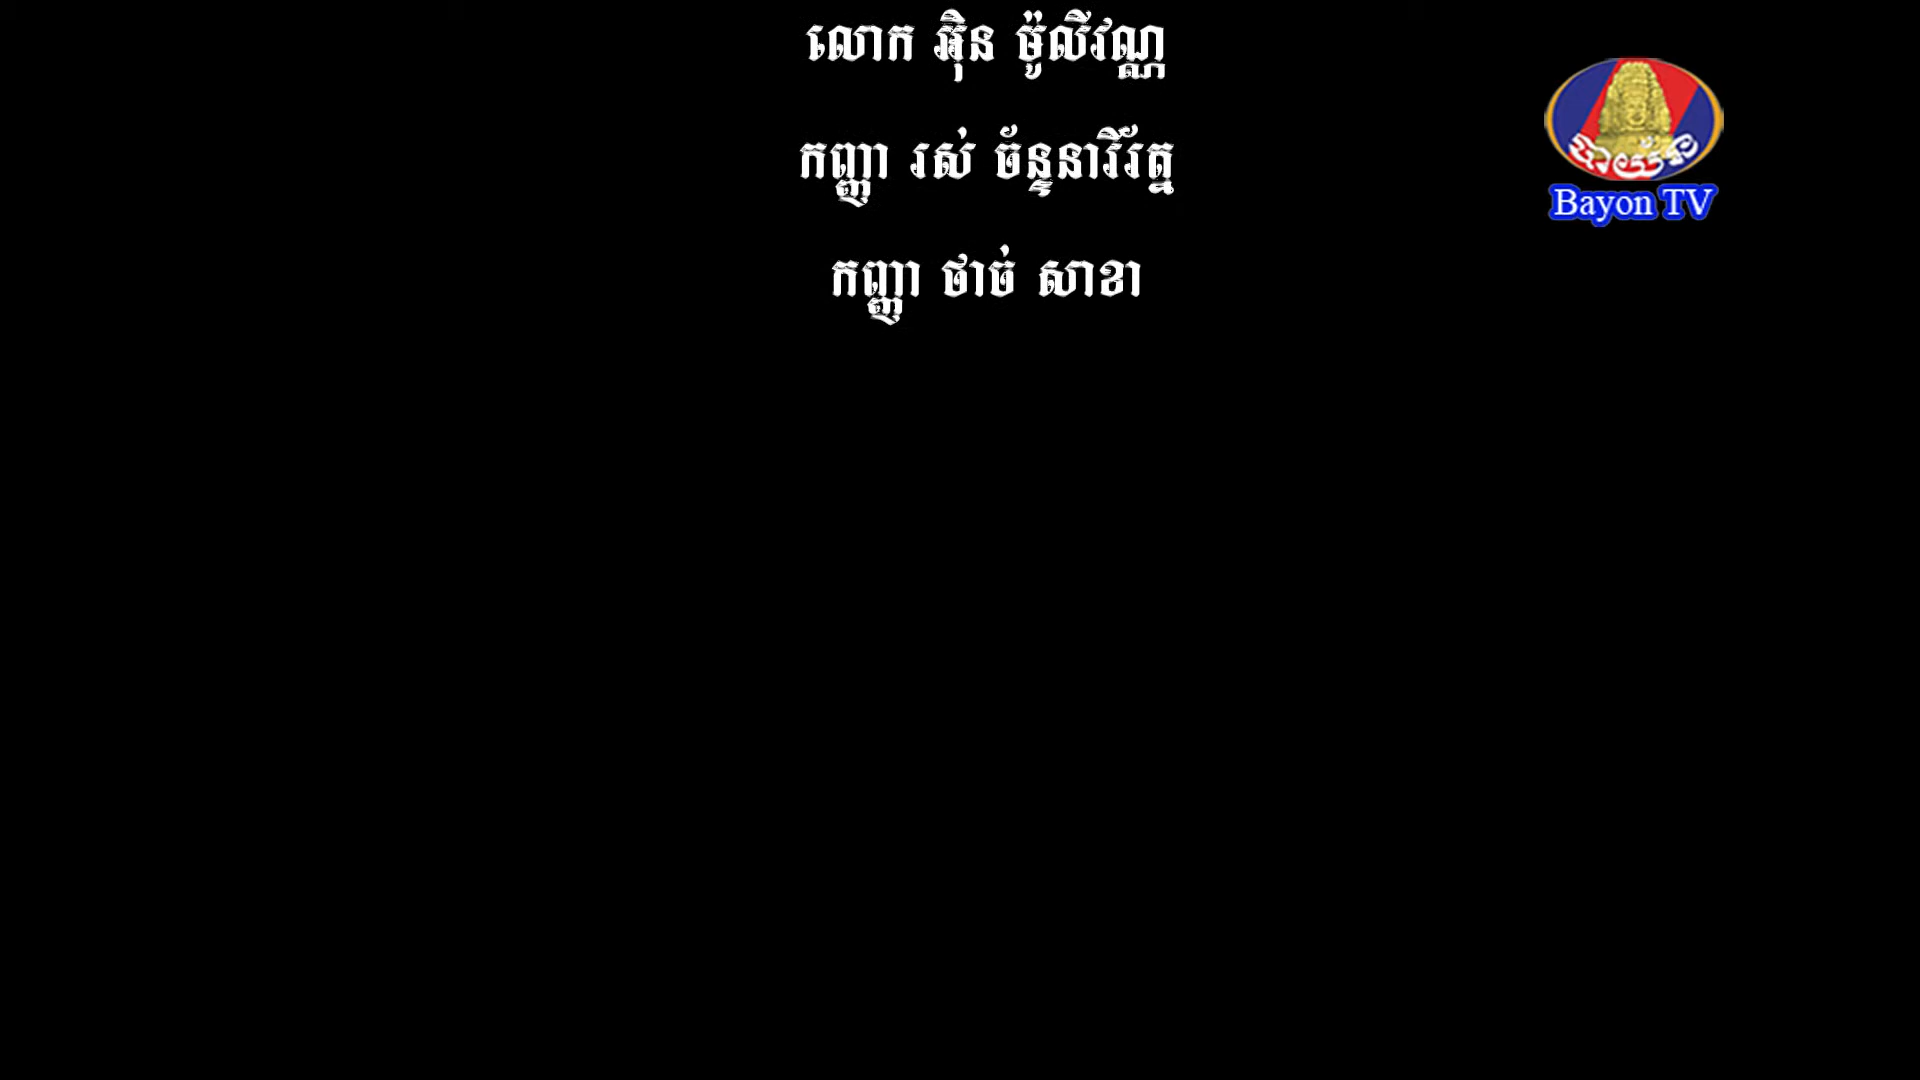 លោក អ៊ិន ម៉ូលីវណ្ណ
កញ្ញា រស់ ច័ន្ទនាវីរ័ត្ន
កញ្ញា ថាច់ សាខា
បាយ័ន
Bayon TV